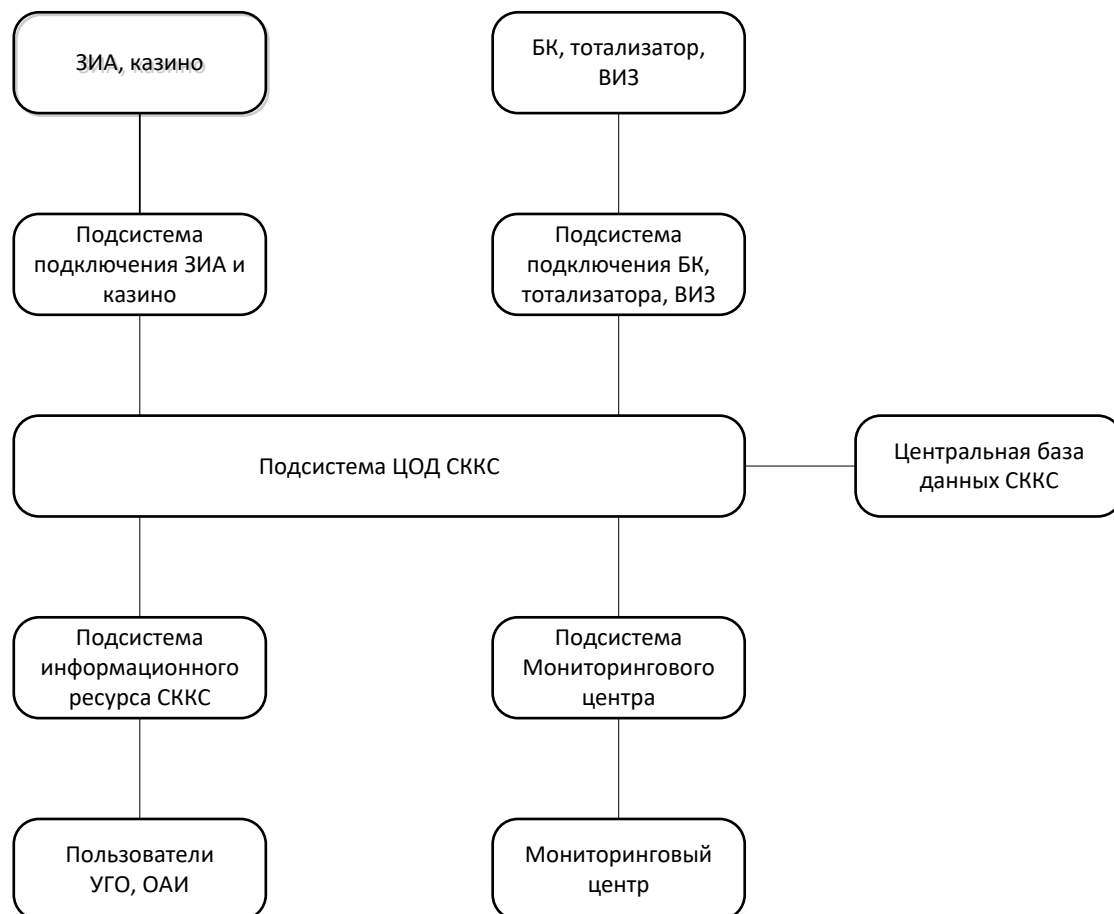 ЗИА, казино
БК, тотализатор,
ВИЗ
Подсистема
подключения ЗИА и
казино
Подсистема
подключения БК,
тотализатора, ВИЗ
Подсистема ЦОД СККС
Центральная база
данных СККС
Подсистема
информационного
ресурса СККС
Подсистема
Мониторингового
центра
Пользователи
УГО, ОАИ
Мониторинговый
центр